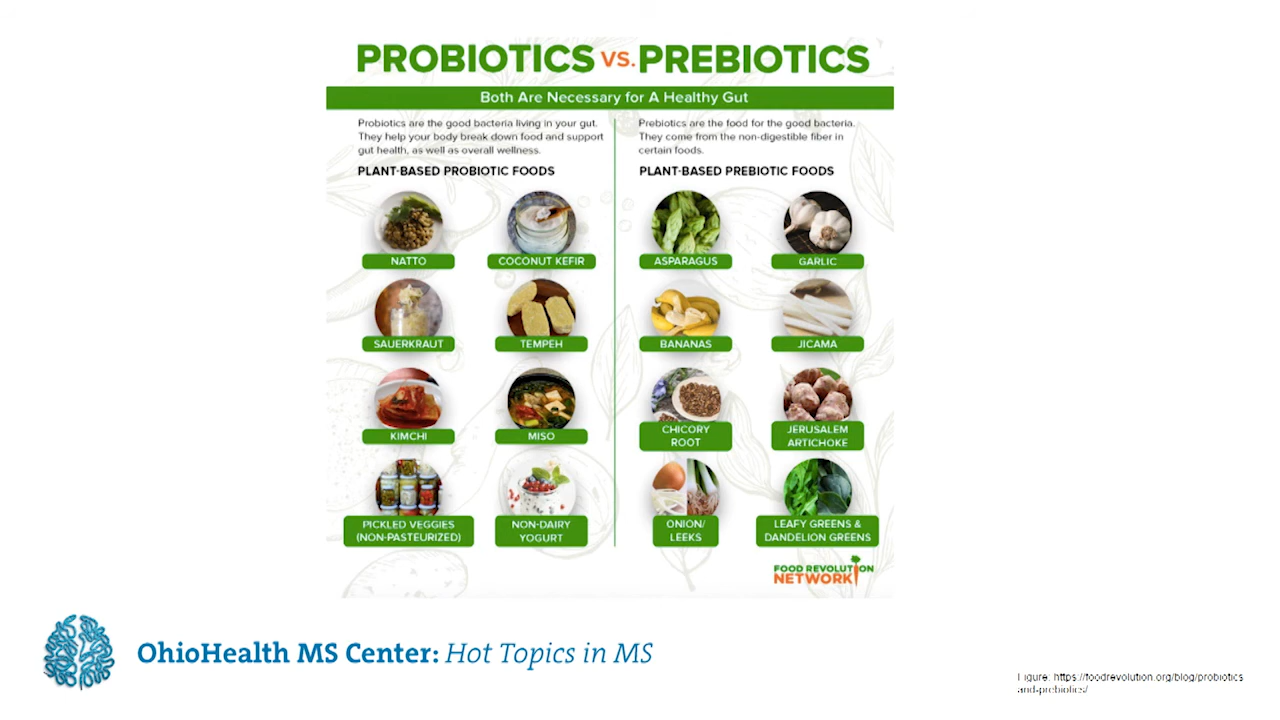 PROBIOTICS VS. PREBIOTICS
Both Are Necessary for A Healthy Gut
Probiotics are the good bacteria living in your gut.
They help your body break down food and support
gut health, as well as overall wellness.
PLANT-BASED PROBIOTIC FOODS
NATTO
COCONUT KEFIR
SAUERKRAUT
TEMPEH
KIMCHI
MISO
PICKLED VEGGIES
(NON-PASTEURIZED)
NON-DAIRY
YOGURT
Prebiotics are the food for the good bacteria.
They come from the non-digestible fiber in
certain foods.
PLANT-BASED PREBIOTIC FOODS
ASPARAGUS
GARLIC
BANANAS
JICAMA
CHICORY
ROOT
JERUSALEM
ARTICHOKE
ONION/
LEEKS
LEAFY GREENS &
DANDELION GREENS
FOOD REVOLUTION
NETWORK
OhioHealth MS Center: Hot Topics in MS
Figure: https://foodrevolution.org/blog/probiotics
and-prebiotics/